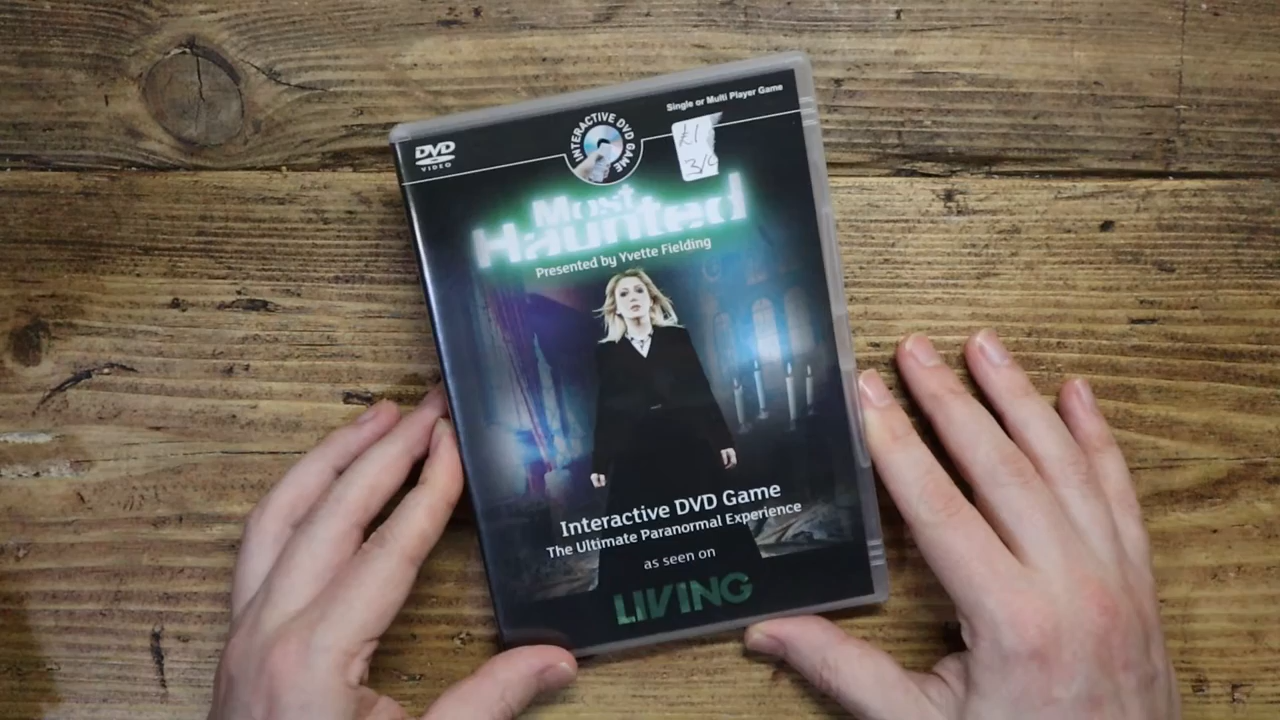 Single or Multi Player Game
DVD
VIDEO
INTERACTIVE DVD GAME
£1
Most
Haunted
Presented by Yvette Fielding
Interactive DVD Game
The Ultimate Paranormal Experience
as seen on
LIVING